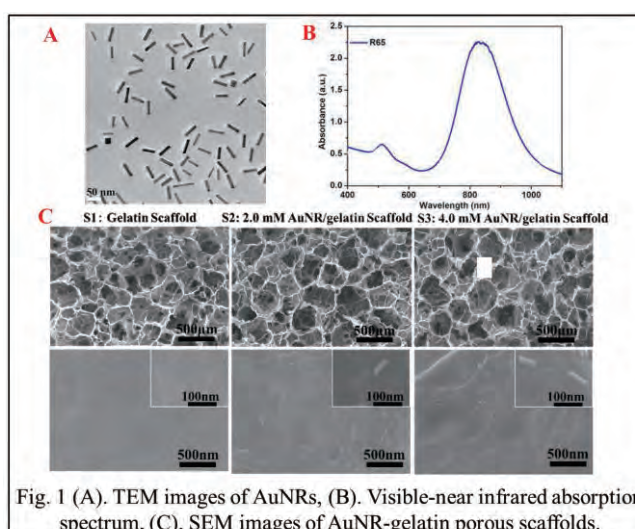 A
B
50 nm
R65
2.5
2.0
1.5
1.0
0.5
0.0
Absorbance (a.u.)
400 600 800 1000
Wavelength (nm)
C
S1: Gelatin Scaffold S2: 2.0 mM AuNR/gelatin Scaffold S3: 4.0 mM AuNR/gelatin Scaffold
500μm 500μm 500μm
100nm 100nm 100nm
500nm 500nm 500nm
Fig. 1 (A). TEM images of AuNRs, (B). Visible-near infrared absorption
spectrum, (C). SEM images of AuNR-gelatin porous scaffolds.